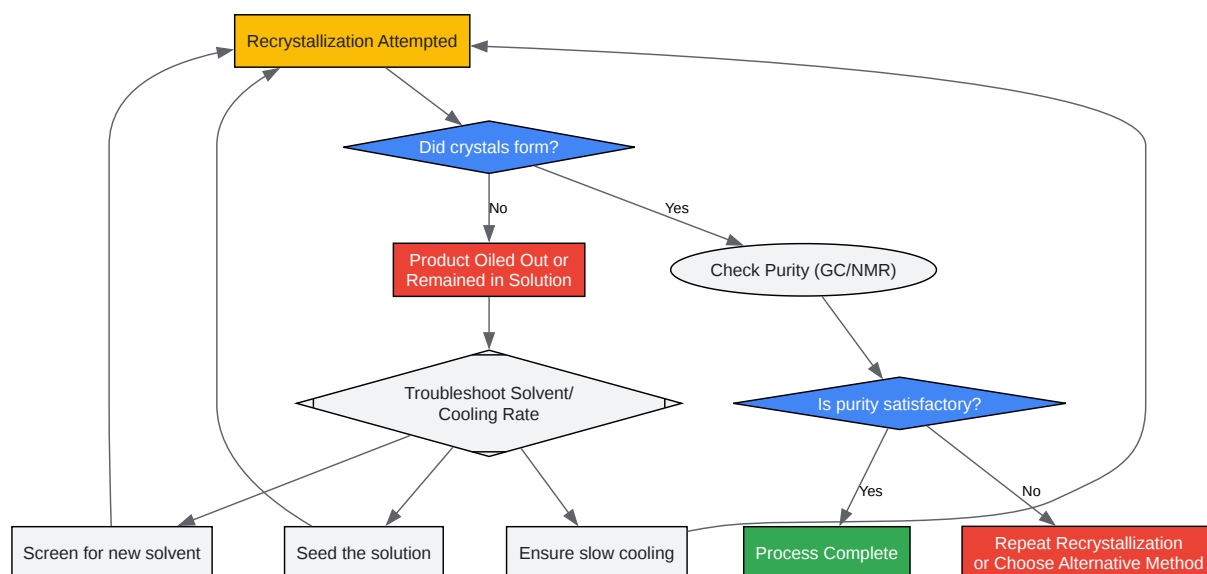 Recrystallization Attempted
Did crystals form?
No
Yes
Product Oiled Out or
Remained in Solution
Check Purity (GC/NMR)
Troubleshoot Solvent/
Cooling Rate
Is purity satisfactory?
Yes
No
Screen for new solvent
Seed the solution
Ensure slow cooling
Process Complete
Repeat Recrystallization
or Choose Alternative Method